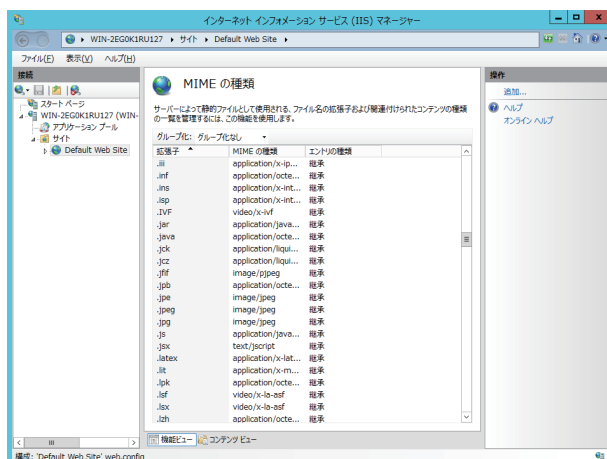 インターネット インフォメーション サービス (IIS) マネージャー
WIN-2EG0K1RU127 サイト Default Web Site
ファイル(F) 表示(V) ヘルプ(H)
接続
スタート ページ
WIN-2EG0K1RU127 (WIN-
アプリケーション プール
サイト
Default Web Site
MIME の種類
サーバーによって静的ファイルとして使用される、ファイル名の拡張子および関連付けられたコンテンツの種類
の一覧を管理するには、この機能を使用します。
グループ化: グループ化なし
拡張子 MIME の種類 エントリの種類
.iii application/x-ip... 継承
.inf application/octe... 継承
.ins application/x-int... 継承
.isp application/x-int... 継承
.IVF video/x-ivf 継承
.jar application/java... 継承
.java application/octe... 継承
.jck application/liqui... 継承
.jcz application/liqui... 継承
.jfif image/pjpeg 継承
.jpb application/octe... 継承
.jpe image/jpeg 継承
.jpeg image/jpeg 継承
.jpg image/jpeg 継承
.js application/java... 継承
.jsx text/jscript 継承
.latex application/x-lat... 継承
.lit application/x-m... 継承
.lpk application/octe... 継承
.lsf video/x-la-asf 継承
.lsx video/x-la-asf 継承
.lzh application/octe... 継承
機能ビュー コンテンツ ビュー
操作
追加...
ヘルプ
オンライン ヘルプ
構成: 'Default Web Site' web.config